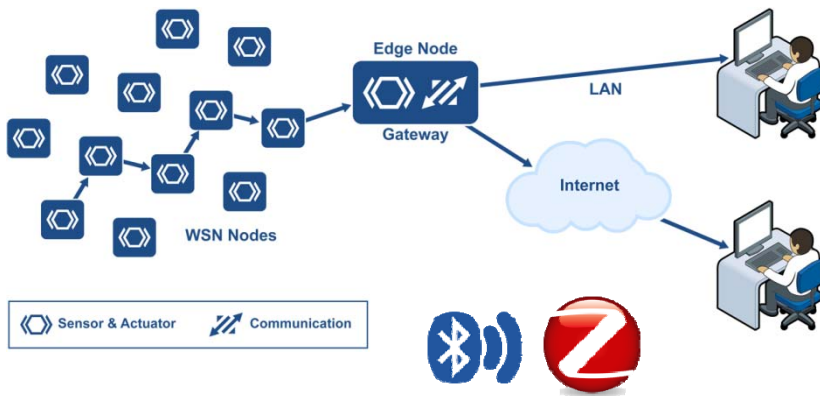 Edge Node
Gateway
LAN
Internet
WSN Nodes
Sensor & Actuator
Communication